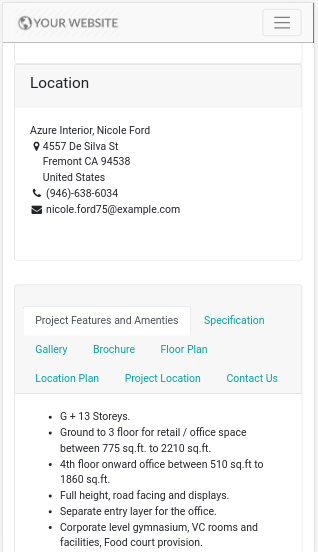 YOUR WEBSITE
Location
Azure Interior, Nicole Ford
4557 De Silva St
Fremont CA 94538
United States
(946)-638-6034
nicole.ford75@example.com
Project Features and Amenties
Specification
Gallery
Brochure
Floor Plan
Location Plan
Project Location
Contact Us
• G + 13 Storeys.
• Ground to 3 floor for retail / office space
between 775 sq.ft. to 2210 sq.ft.
• 4th floor onward office between 510 sq.ft to
1860 sq.ft.
• Full height, road facing and displays.
• Separate entry layer for the office.
• Corporate level gymnasium, VC rooms and
facilities, Food court provision.